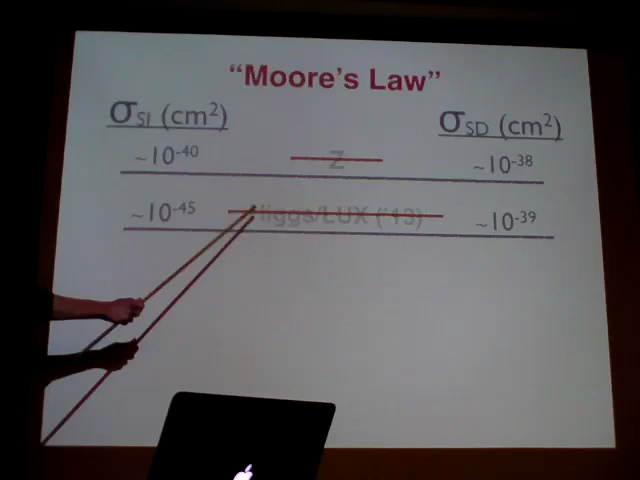 “Moore’s Law”
σSI (cm²) σSD (cm²)
~10⁻⁴⁰ Z ~10⁻³⁸
~10⁻⁴⁵ Higgs/LUX (’13) ~10⁻³⁹